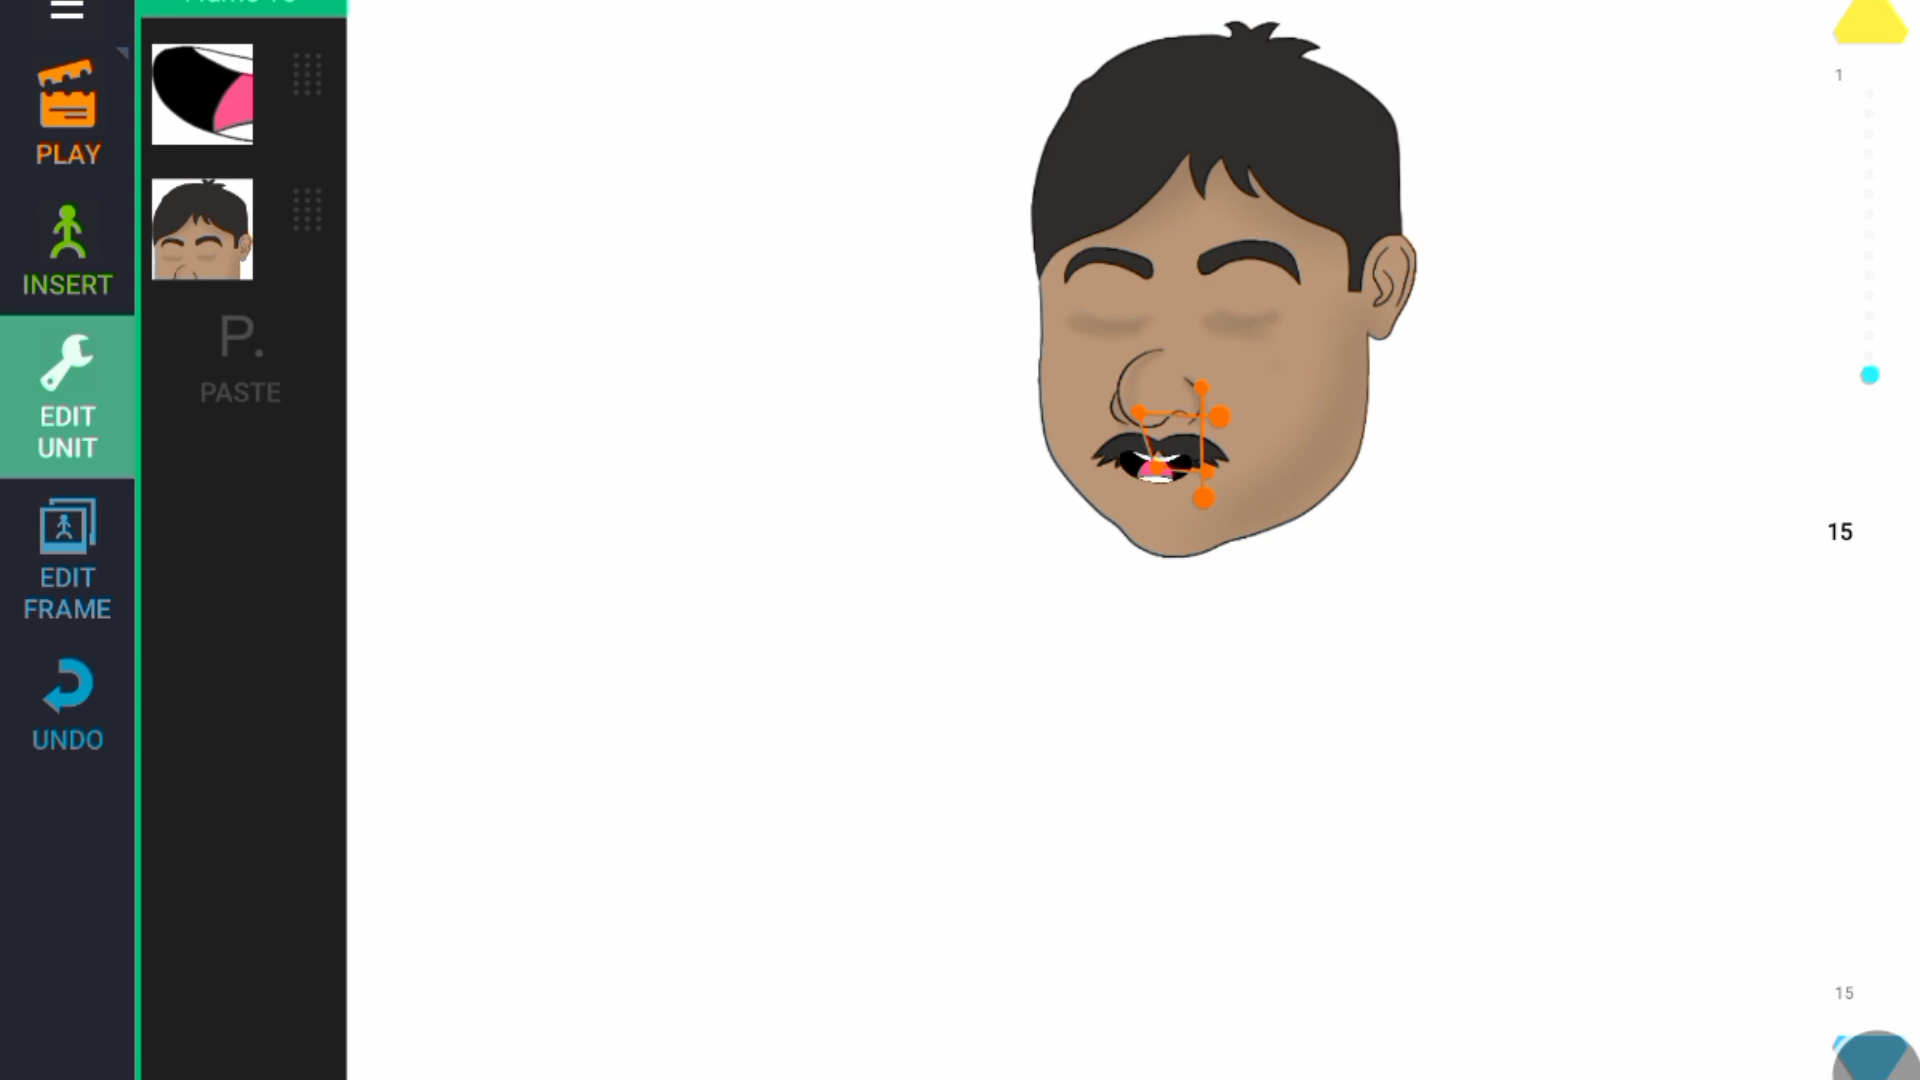 PLAY
INSERT
EDIT
UNIT
EDIT
FRAME
UNDO
P.
PASTE
1
15
15